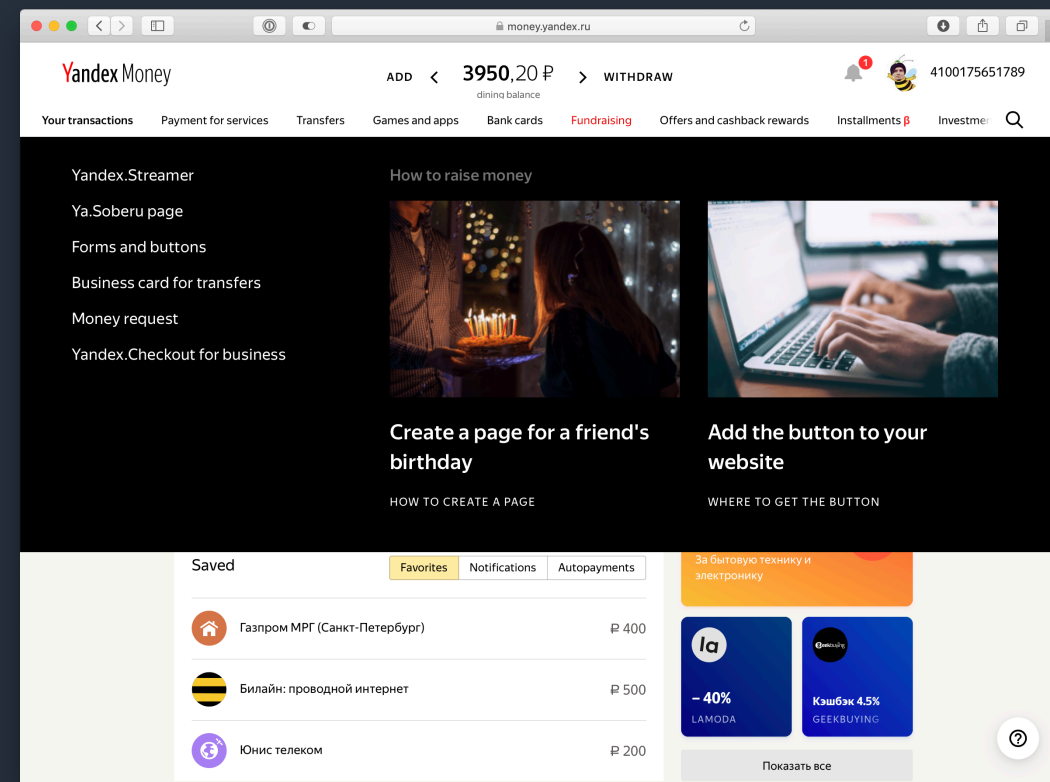 money.yandex.ru
Yandex Money
ADD
3950,20 ₽
WITHDRAW
dining balance
1
4100175651789
Your transactions
Payment for services
Transfers
Games and apps
Bank cards
Fundraising
Offers and cashback rewards
Installments β
Yandex.Streamer
Ya.Soberu page
Forms and buttons
Business card for transfers
Money request
Yandex.Checkout for business
How to raise money
Create a page for a friend's
birthday
HOW TO CREATE A PAGE
Add the button to your
website
WHERE TO GET THE BUTTON
Saved
Favorites
Notifications
Autopayments
Газпром МРГ (Санкт-Петербург)
₽ 400
Билайн: проводной интернет
₽ 500
Юнис телеком
₽ 200
За бытовую технику и
электронику
la
– 40%
LAMODA
Geekbuying
Кэшбэк 4.5%
GEEKBUYING
Показать все